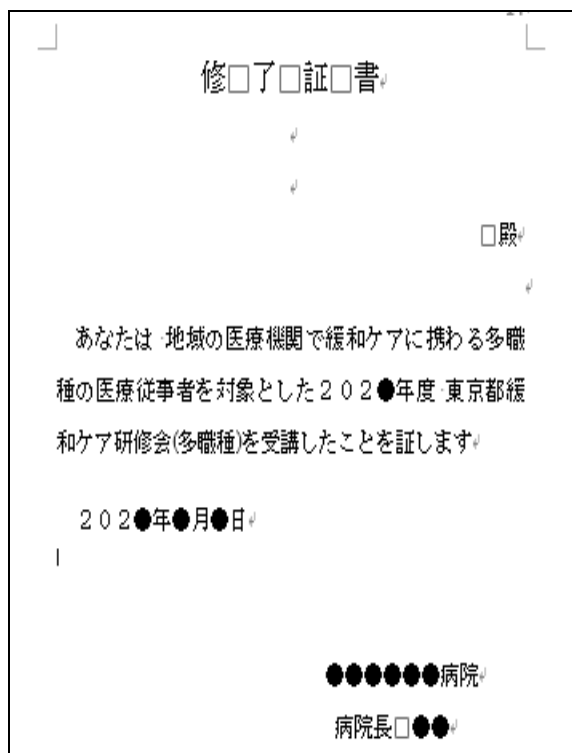 修□了□証□書
□殿
あなたは 地域の医療機関で緩和ケアに携わる多職
種の医療従事者を対象とした202●年度 東京都緩
和ケア研修会(多職種)を受講したことを証します
202●年●月●日
●●●●●●病院
病院長□●●